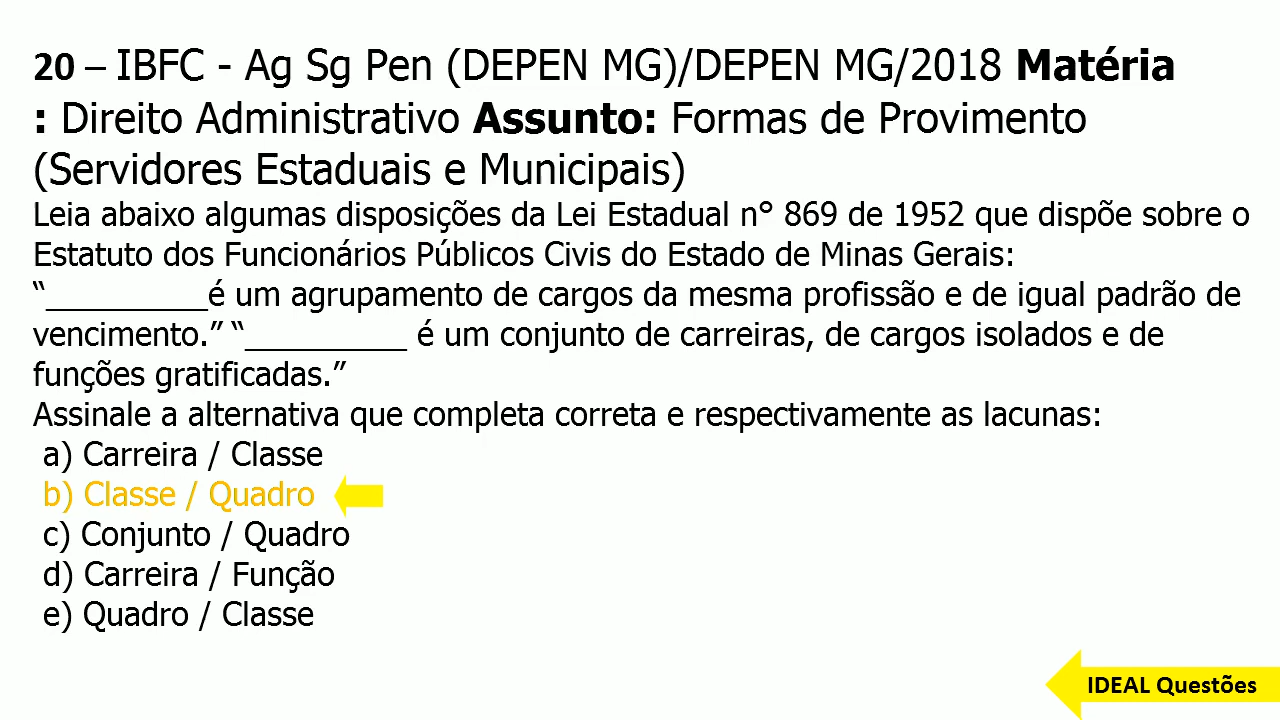 20 – IBFC - Ag Sg Pen (DEPEN MG)/DEPEN MG/2018 Matéria
: Direito Administrativo Assunto: Formas de Provimento
(Servidores Estaduais e Municipais)
Leia abaixo algumas disposições da Lei Estadual n° 869 de 1952 que dispõe sobre o
Estatuto dos Funcionários Públicos Civis do Estado de Minas Gerais:
“_________é um agrupamento de cargos da mesma profissão e de igual padrão de
vencimento.” “_________ é um conjunto de carreiras, de cargos isolados e de
funções gratificadas.”
Assinale a alternativa que completa correta e respectivamente as lacunas:
a) Carreira / Classe
b) Classe / Quadro
c) Conjunto / Quadro
d) Carreira / Função
e) Quadro / Classe
IDEAL Questões